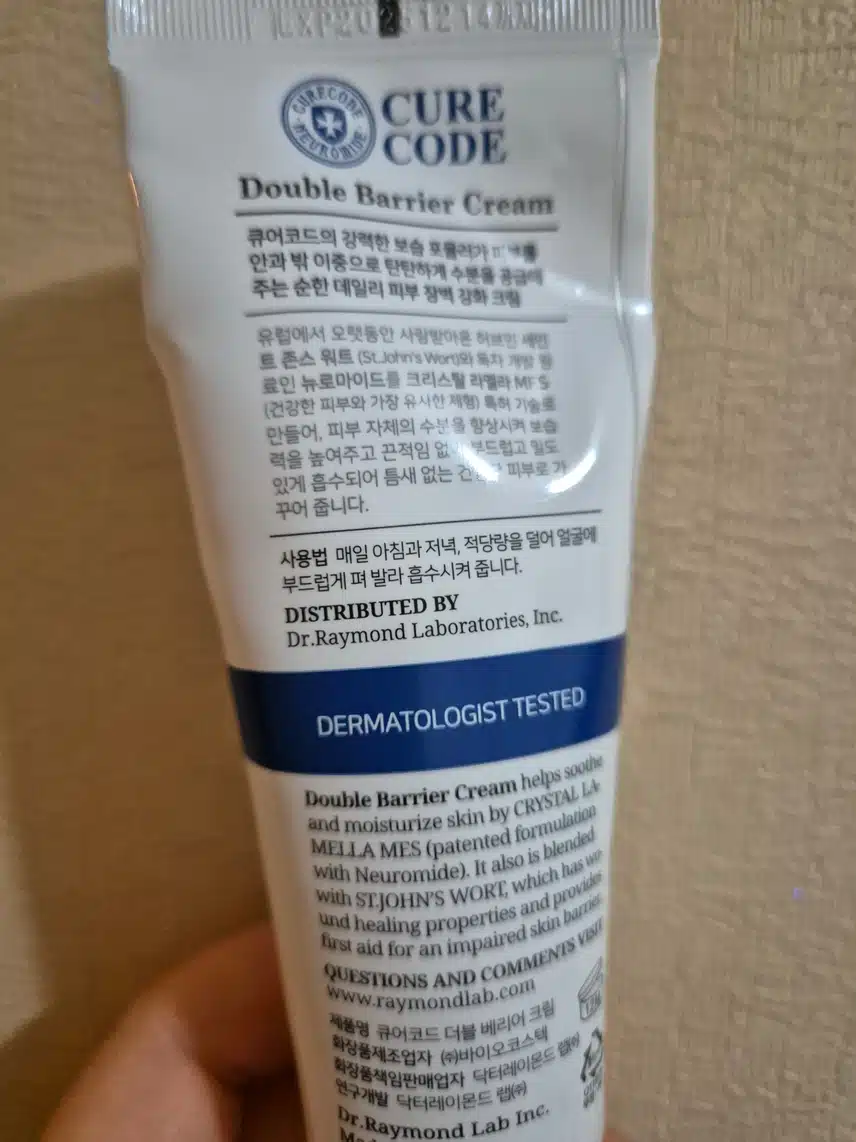 CURECODE NEUROMIDE
CURE
CODE
Double Barrier Cream
큐어코드의 강력한 보습 포뮬러가 피부를
안과 밖 이중으로 탄탄하게 수분을 공급해
주는 순한 데일리 피부 장벽 강화 크림
유럽에서 오랫동안 사랑받아온 허브인 세인
트 존스 워트 (St.John's Wort)와 독자 개발 원
료인 뉴로마이드를 크리스탈 라멜라 MES
(건강한 피부와 가장 유사한 제형) 특허 기술로
만들어, 피부 자체의 수분을 향상시켜 보습
력을 높여주고 끈적임 없이 부드럽고 밀도
있게 흡수되어 틈새 없는 피부로 가
꾸어 줍니다.
사용법 매일 아침과 저녁, 적당량을 덜어 얼굴에
부드럽게 펴 발라 흡수시켜 줍니다.
DISTRIBUTED BY
Dr.Raymond Laboratories, Inc.
DERMATOLOGIST TESTED
Double Barrier Cream helps soothe
and moisturize skin by CRYSTAL LA-
MELLA MES (patented formulation
with Neuromide). It also is blended
with ST.JOHN'S WORT, which has wo-
und healing properties and provides
first aid for an impaired skin barrier.
QUESTIONS AND COMMENTS VISIT
www.raymondlab.com
제품명 큐어코드 더블 베리어 크림
화장품제조업자 ㈜바이오코스텍
화장품책임판매업자 닥터레이몬드 랩㈜
연구개발 닥터레이몬드 랩㈜
Dr.Raymond Lab Inc.